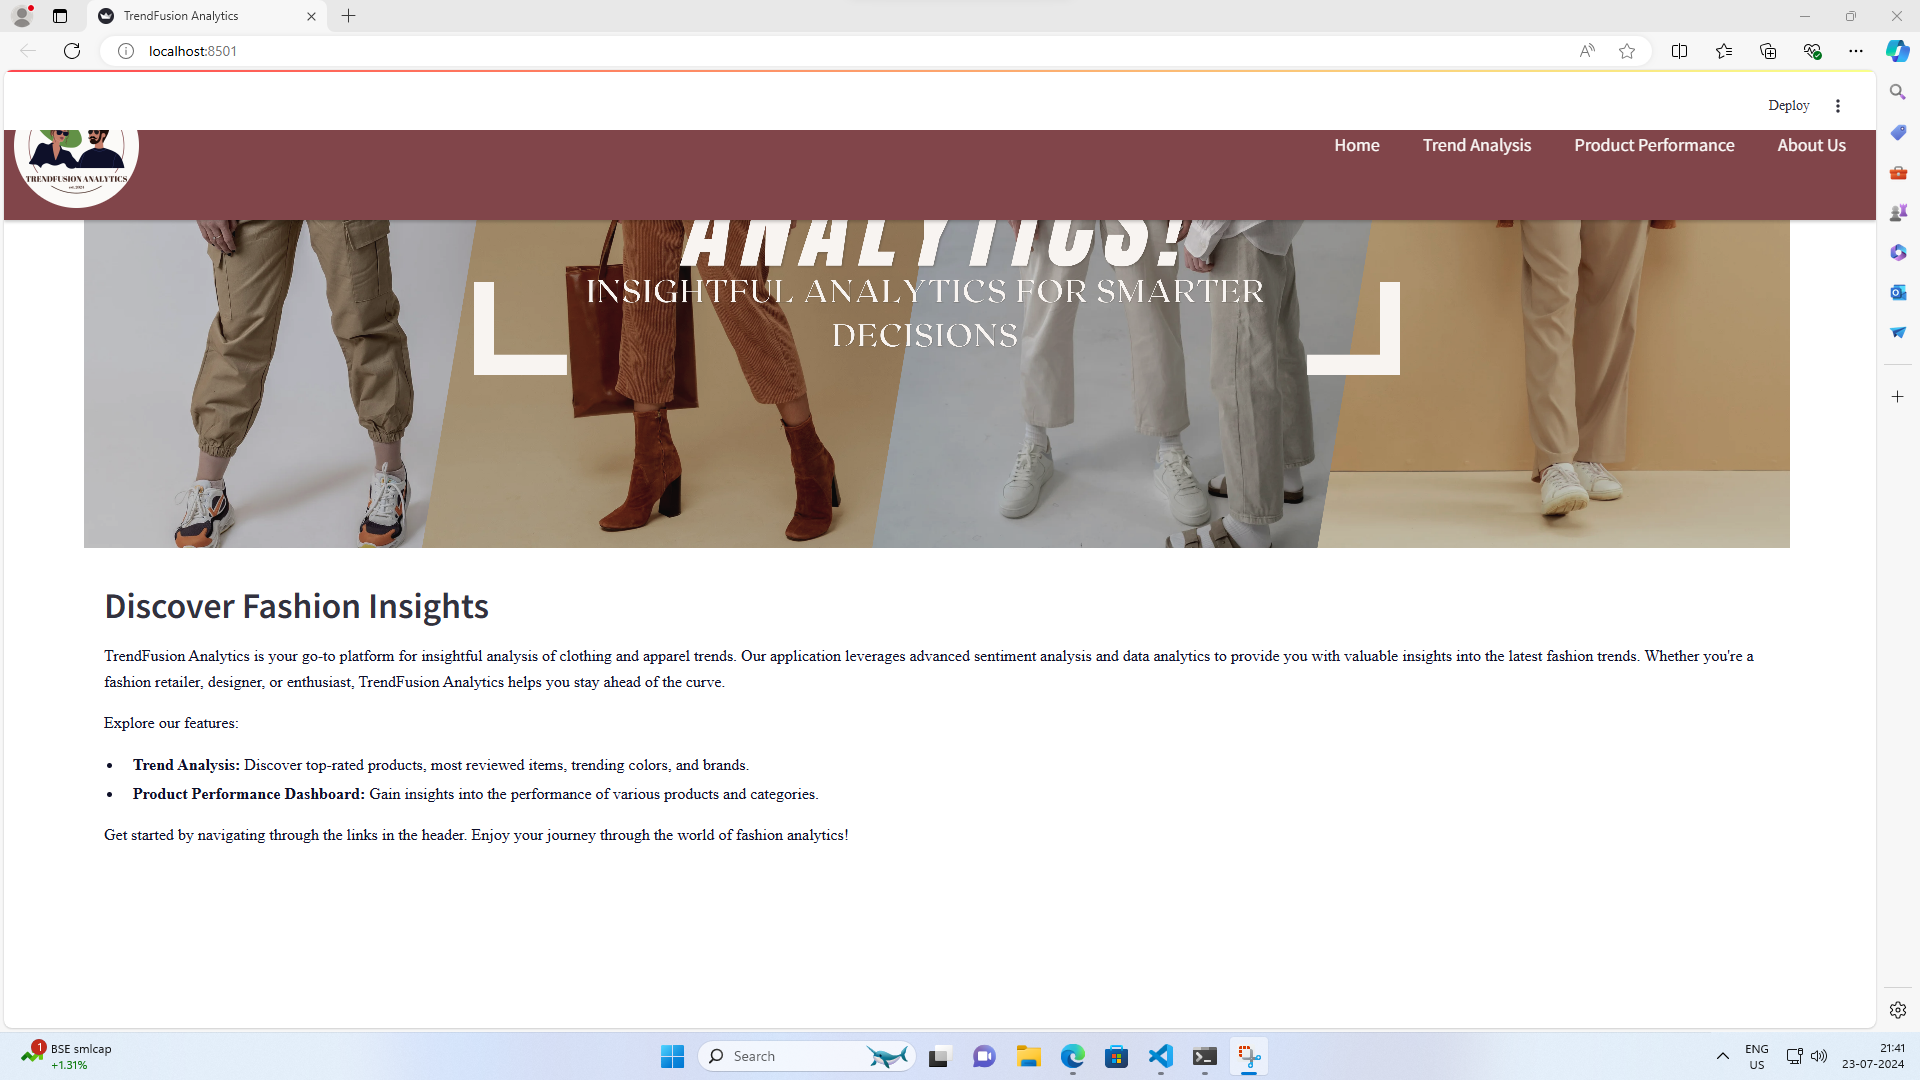 TrendFusion Analytics
localhost:8501
Deploy
TRENDFUSION ANALYTICS
est. 2024
Home
Trend Analysis
Product Performance
About Us
ANALYTICS!
INSIGHTFUL ANALYTICS FOR SMARTER
DECISIONS
Discover Fashion Insights
TrendFusion Analytics is your go-to platform for insightful analysis of clothing and apparel trends. Our application leverages advanced sentiment analysis and data analytics to provide you with valuable insights into the latest fashion trends. Whether you're a
fashion retailer, designer, or enthusiast, TrendFusion Analytics helps you stay ahead of the curve.
Explore our features:
Trend Analysis: Discover top-rated products, most reviewed items, trending colors, and brands.
Product Performance Dashboard: Gain insights into the performance of various products and categories.
Get started by navigating through the links in the header. Enjoy your journey through the world of fashion analytics!
1
BSE smlcap
+1.31%
Search
ENG
US
21:41
23-07-2024